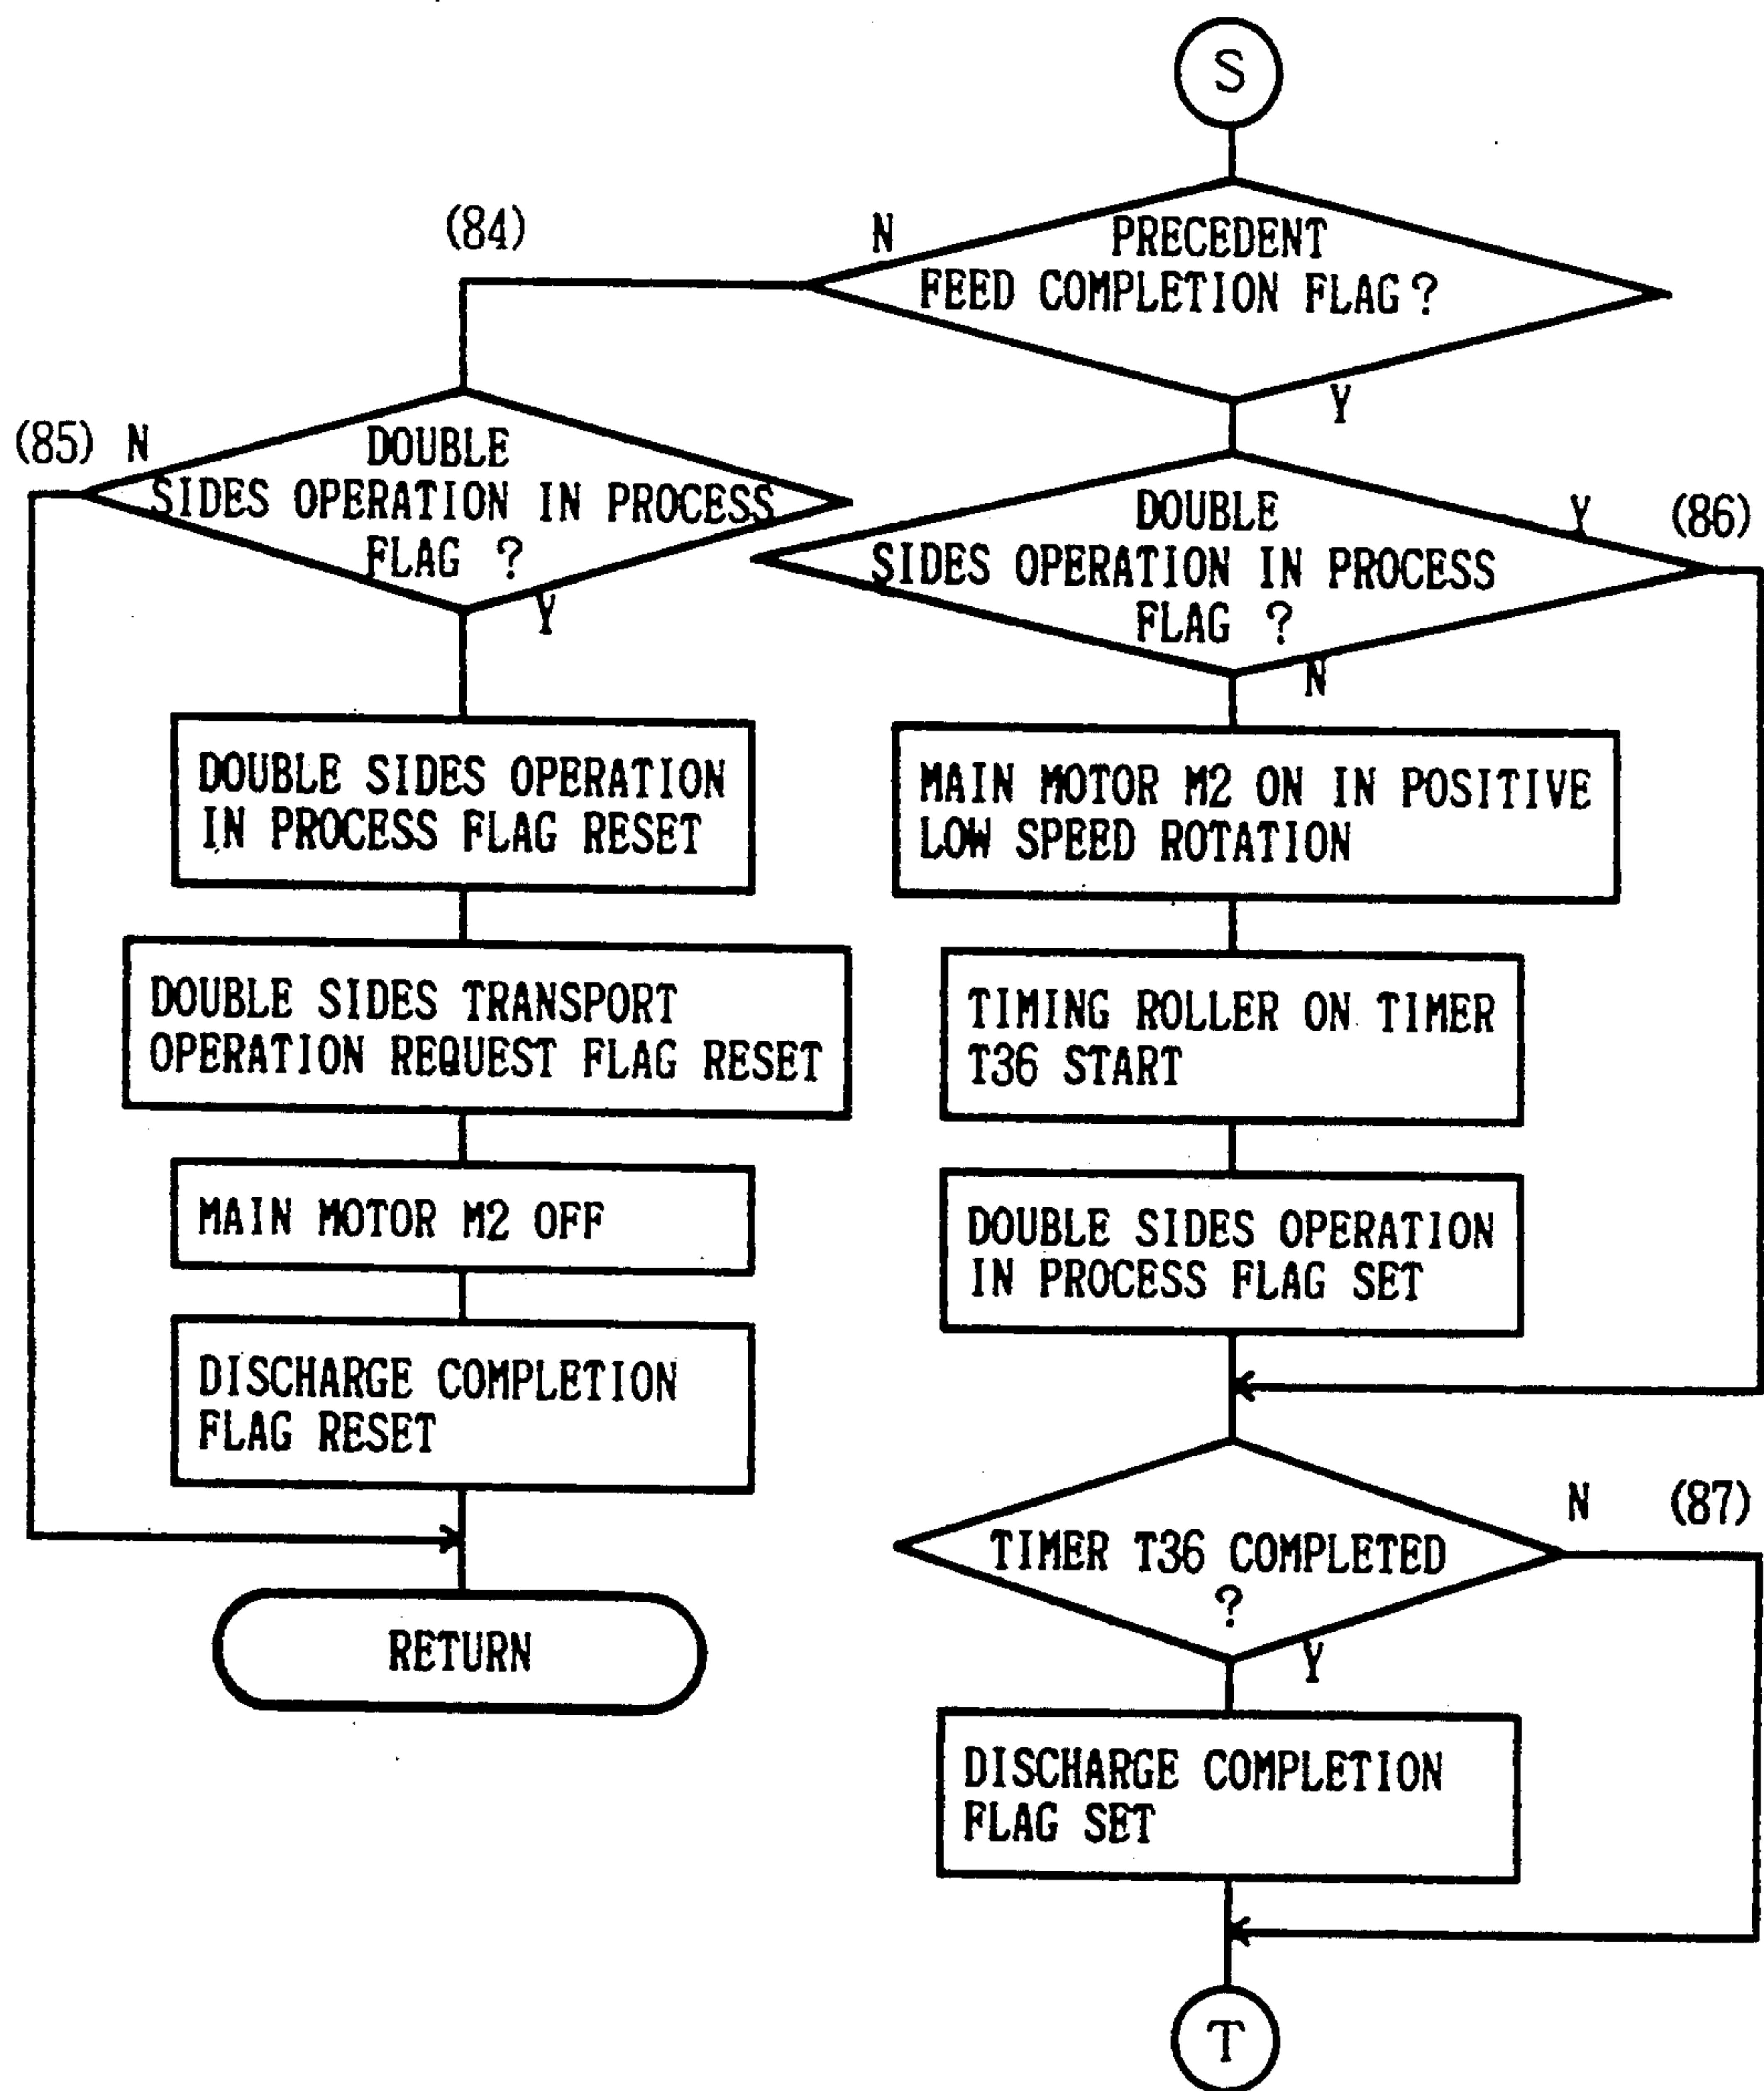 S
PRECEDENT
FEED COMPLETION FLAG?
N
Y
(84)
DOUBLE
SIDES OPERATION IN PROCESS
FLAG ?
(85) N
Y
DOUBLE SIDES OPERATION
IN PROCESS FLAG RESET
DOUBLE SIDES TRANSPORT
OPERATION REQUEST FLAG RESET
MAIN MOTOR M2 OFF
DISCHARGE COMPLETION
FLAG RESET
RETURN
DOUBLE
SIDES OPERATION IN PROCESS
FLAG ?
Y (86)
N
MAIN MOTOR M2 ON IN POSITIVE
LOW SPEED ROTATION
TIMING ROLLER ON TIMER
T36 START
DOUBLE SIDES OPERATION
IN PROCESS FLAG SET
TIMER T36 COMPLETED
?
N (87)
Y
DISCHARGE COMPLETION
FLAG SET
T